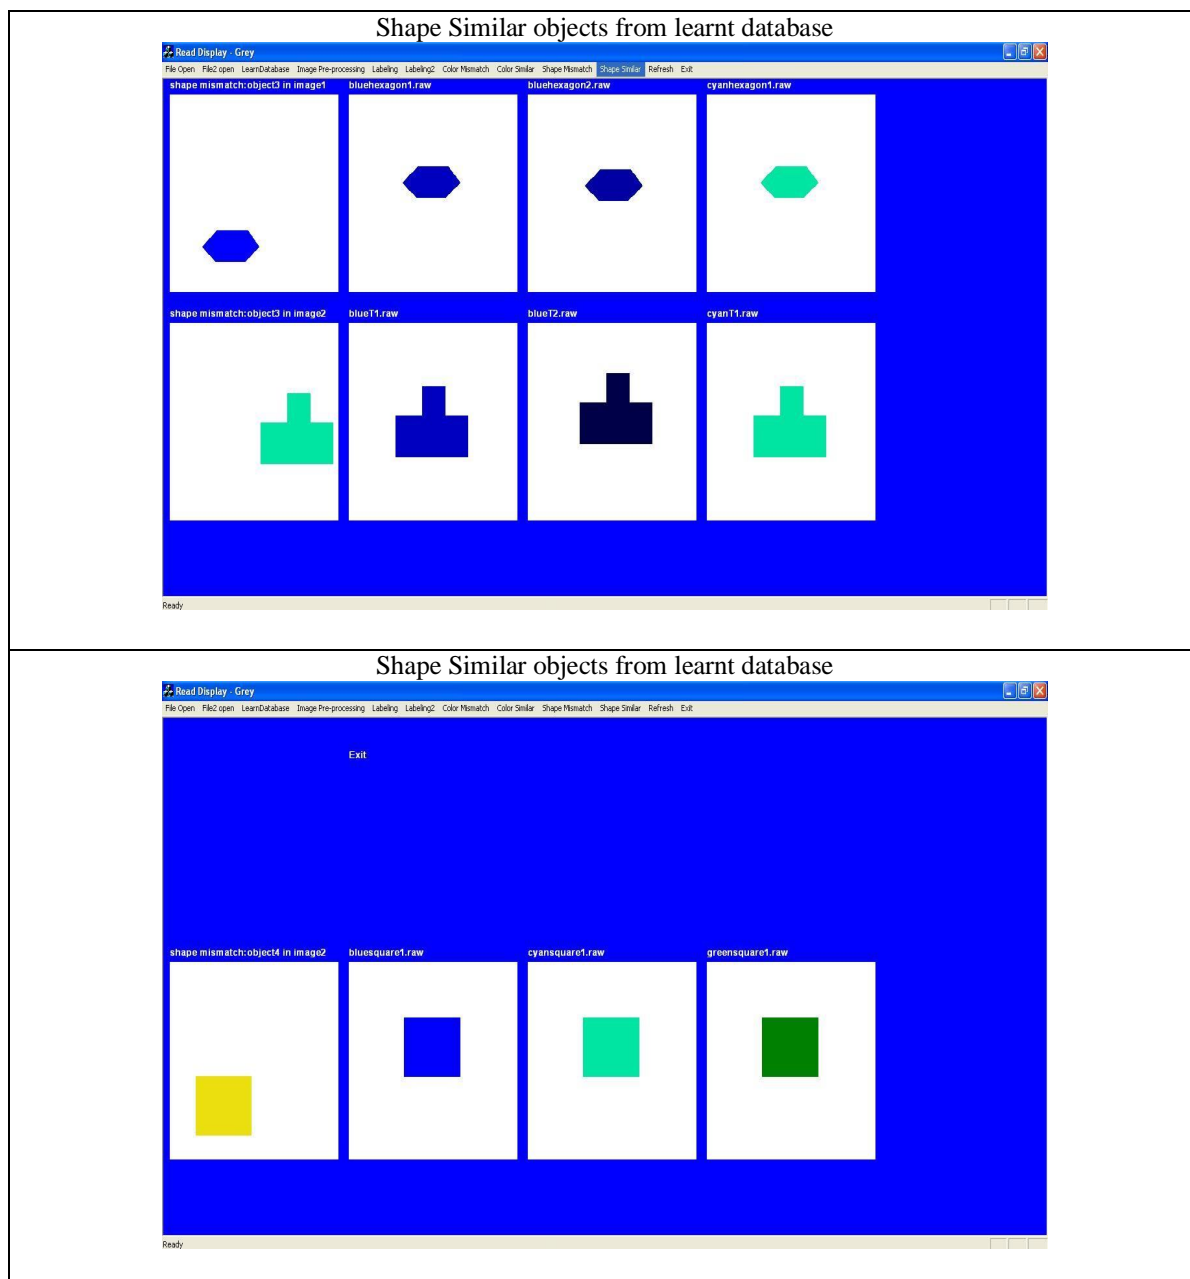 Shape Similar objects from learnt database
Read Display - Grey
File Open File2 open LearnDatabase Image Pre-processing Labeling Labeling2 Color Mismatch Color Similar Shape Mismatch Shape Similar Refresh Exit
shape mismatch:object3 in image1 bluehexagon1.raw bluehexagon2.raw cyanhexagon1.raw
shape mismatch:object3 in image2 blueT1.raw blueT2.raw cyanT1.raw
Ready
Shape Similar objects from learnt database
Read Display - Grey
File Open File2 open LearnDatabase Image Pre-processing Labeling Labeling2 Color Mismatch Color Similar Shape Mismatch Shape Similar Refresh Exit
Exit
shape mismatch:object4 in image2 bluesquare1.raw cyansquare1.raw greensquare1.raw
Ready